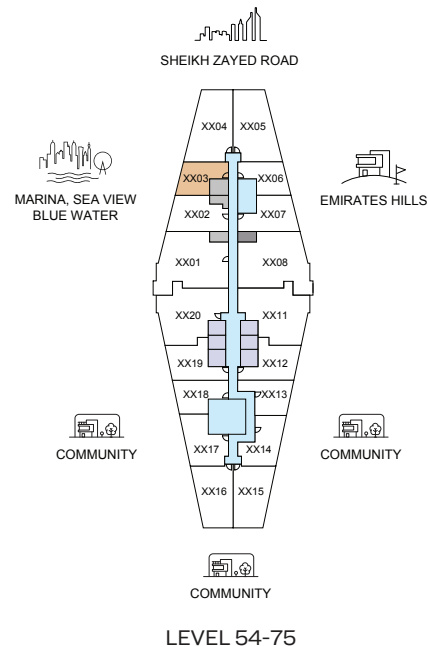 SHEIKH ZAYED ROAD
XX04 XX05
XX03 XX06
MARINA, SEA VIEW
BLUE WATER
EMIRATES HILLS
XX02 XX07
XX01 XX08
XX20 XX11
XX19 XX12
XX18 XX13
COMMUNITY
XX17 XX14
COMMUNITY
XX16 XX15
COMMUNITY
LEVEL 54-75